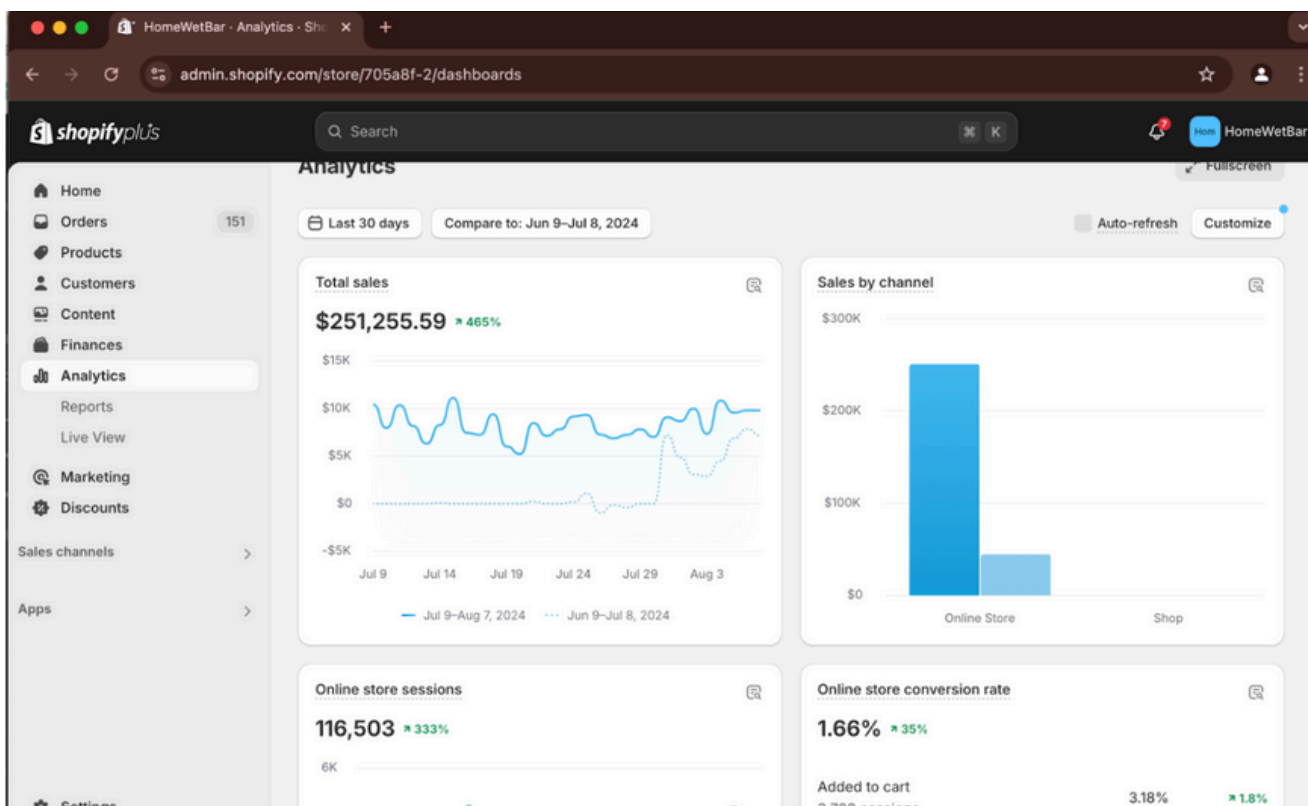 HomeWetBar · Analytics · Sho
admin.shopify.com/store/705a8f-2/dashboards
shopifyplus
Search
⌘ K
7
Hom
HomeWetBar
Home
Orders 151
Products
Customers
Content
Finances
Analytics
Reports
Live View
Marketing
Discounts
Sales channels
Apps
Settings
Analytics
Fullscreen
Last 30 days
Compare to: Jun 9–Jul 8, 2024
Auto-refresh
Customize
Total sales
$251,255.59 465%
$15K
$10K
$5K
$0
-$5K
Jul 9 Jul 14 Jul 19 Jul 24 Jul 29 Aug 3
Jul 9–Aug 7, 2024 Jun 9–Jul 8, 2024
Sales by channel
$300K
$200K
$100K
$0
Online Store Shop
Online store sessions
116,503 333%
6K
Online store conversion rate
1.66% 35%
Added to cart
3.18% 1.8%